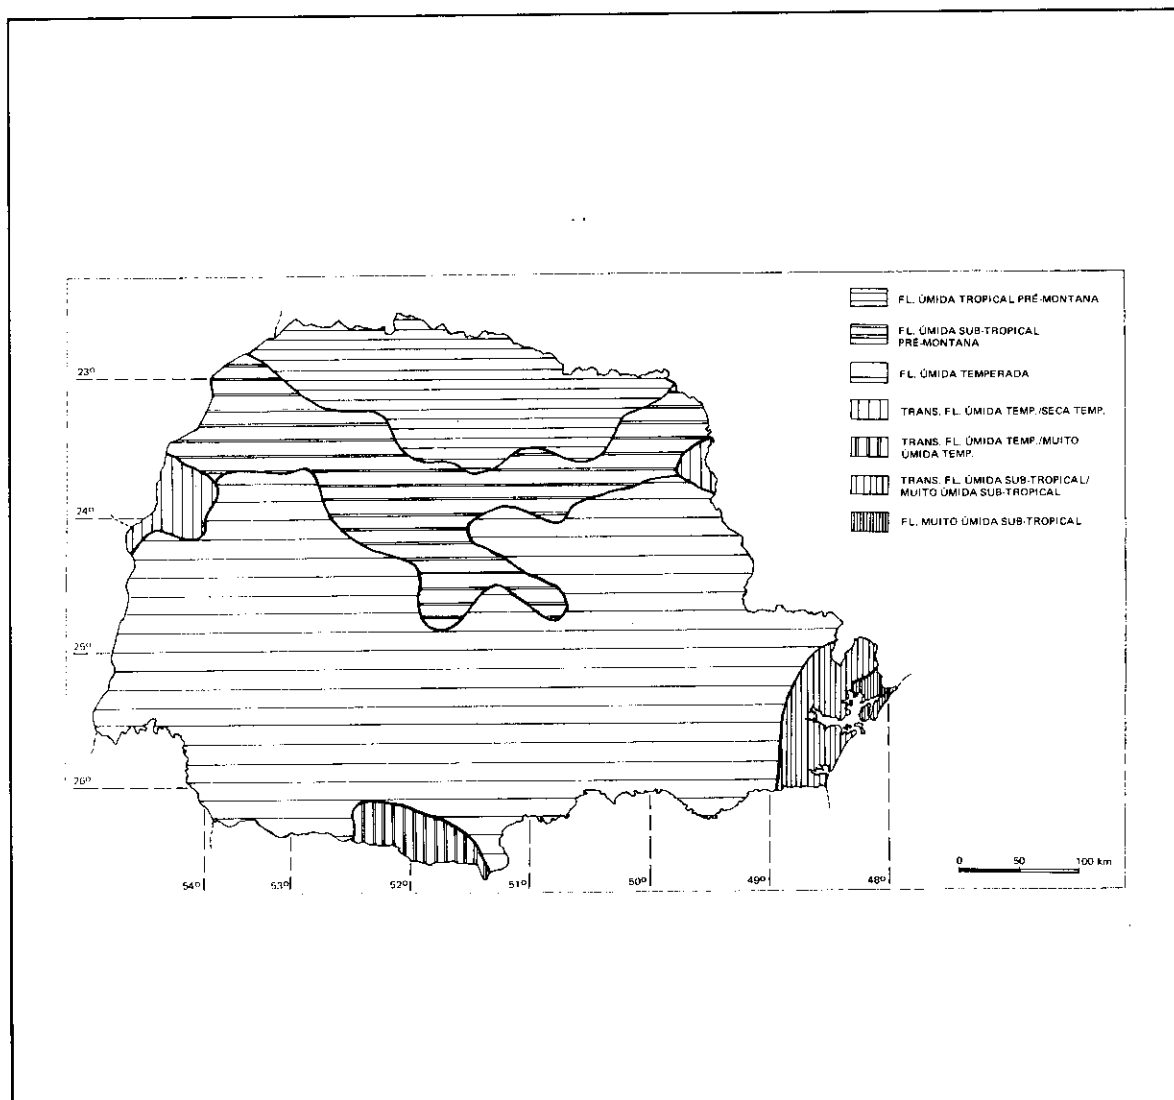 FL. ÚMIDA TROPICAL PRÉ-MONTANA
FL. ÚMIDA SUB-TROPICAL
PRÉ-MONTANA
FL. ÚMIDA TEMPERADA
TRANS. FL. ÚMIDA TEMP./SECA TEMP.
TRANS. FL. ÚMIDA TEMP./MUITO
ÚMIDA TEMP.
TRANS. FL. ÚMIDA SUB-TROPICAL/
MUITO ÚMIDA SUB-TROPICAL
FL. MUITO ÚMIDA SUB-TROPICAL
23º
24º
25º
26º
54º 53º 52º 51º 50º 49º 48º
0 50 100 km